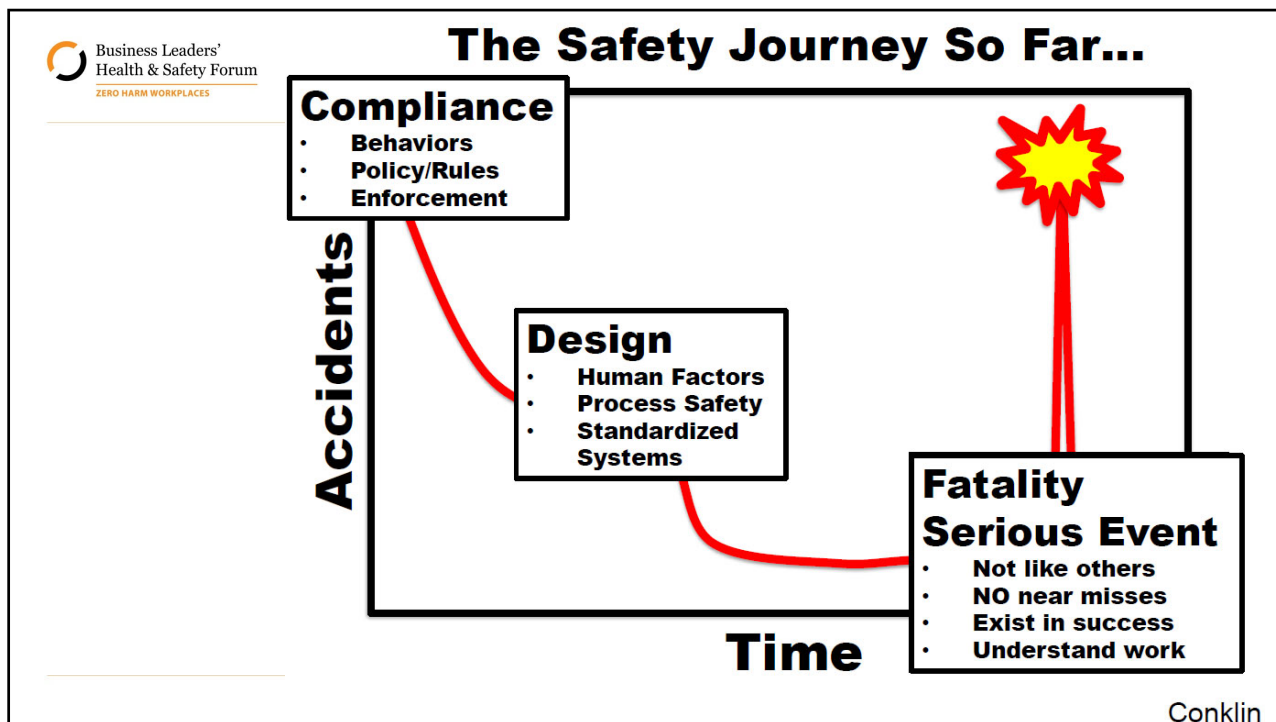 Business Leaders'
Health & Safety Forum
ZERO HARM WORKPLACES
The Safety Journey So Far...
Compliance
• Behaviors
• Policy/Rules
• Enforcement
Accidents
Design
• Human Factors
• Process Safety
• Standardized
Systems
Fatality
Serious Event
• Not like others
• NO near misses
• Exist in success
• Understand work
Time
Conklin